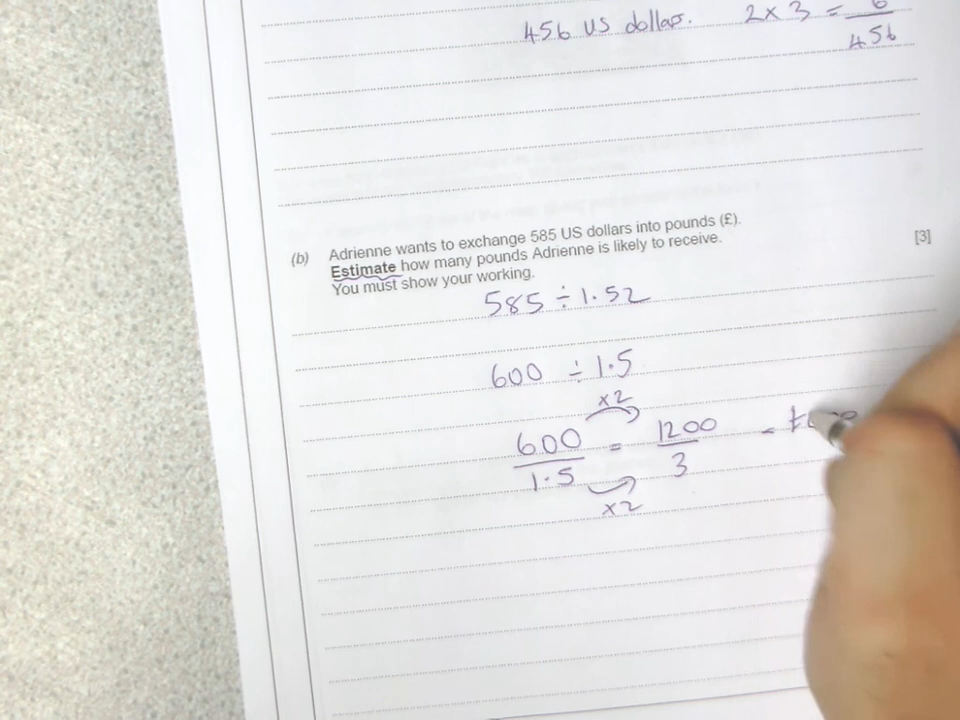 456 US dollars. 2 x 3 = 6
456
(b) Adrienne wants to exchange 585 US dollars into pounds (£).
Estimate how many pounds Adrienne is likely to receive. [3]
You must show your working.
585 ÷ 1.52
600 ÷ 1.5
x2
600 = 1200 =
1.5 3
x2